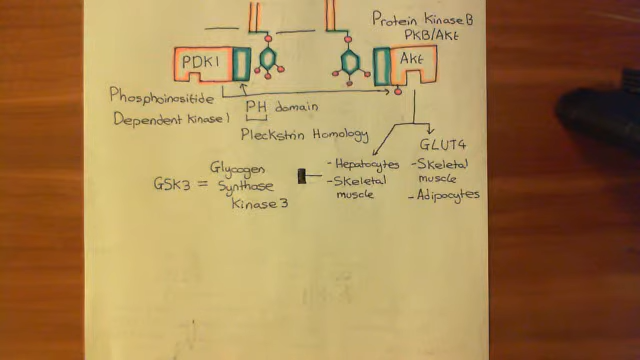 Protein Kinase B
PKB/Akt
PDK1
Akt
Phosphoinositide
Dependent Kinase 1
PH domain
Pleckstrin Homology
GLUT4
- Hepatocytes
- Skeletal
muscle
- Skeletal
muscle
- Adipocytes
GSK3 = Glycogen
Synthase
Kinase 3